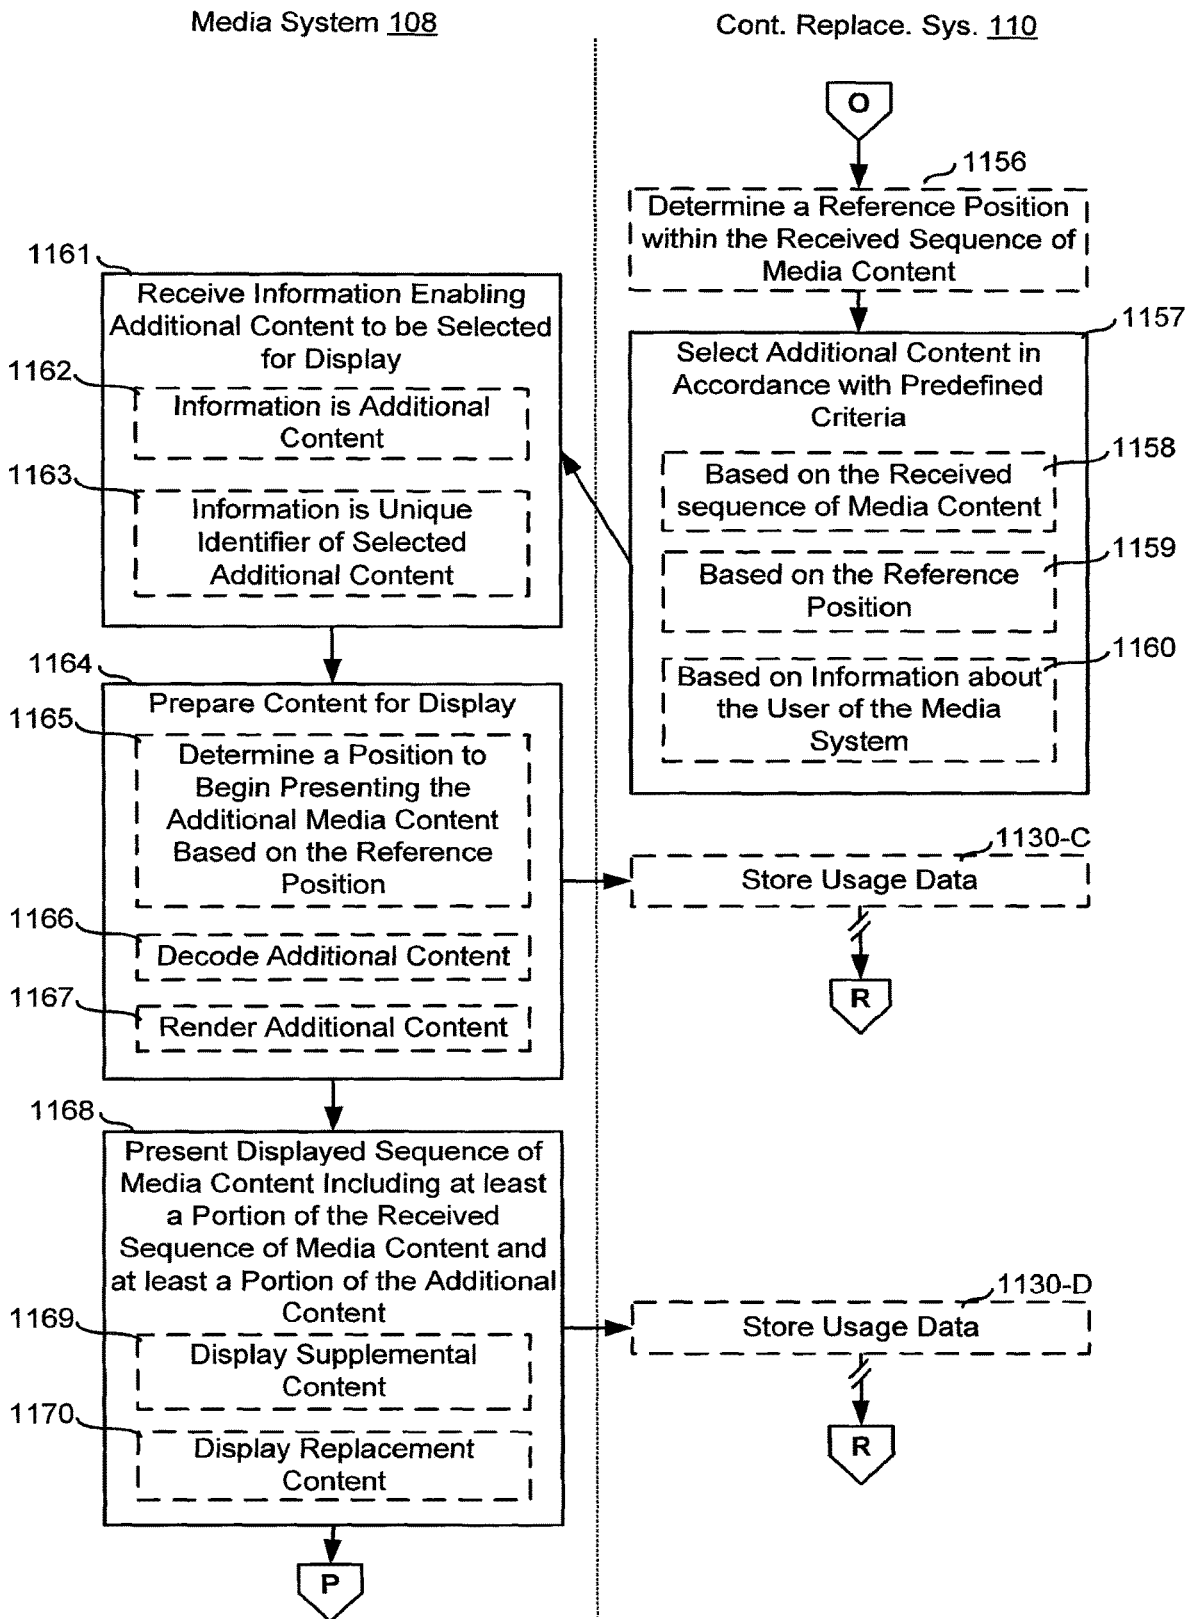 Media System 108
Cont. Replace. Sys. 110
O
1156
Determine a Reference Position
within the Received Sequence of
Media Content
1157
Select Additional Content in
Accordance with Predefined
Criteria
1158
Based on the Received
sequence of Media Content
1159
Based on the Reference
Position
1160
Based on Information about
the User of the Media
System
1161
Receive Information Enabling
Additional Content to be Selected
for Display
1162
Information is Additional
Content
1163
Information is Unique
Identifier of Selected
Additional Content
1164
Prepare Content for Display
1165
Determine a Position to
Begin Presenting the
Additional Media Content
Based on the Reference
Position
1166
Decode Additional Content
1167
Render Additional Content
1130-C
Store Usage Data
R
1168
Present Displayed Sequence of
Media Content Including at least
a Portion of the Received
Sequence of Media Content and
at least a Portion of the Additional
Content
1169
Display Supplemental
Content
1170
Display Replacement
Content
1130-D
Store Usage Data
R
P